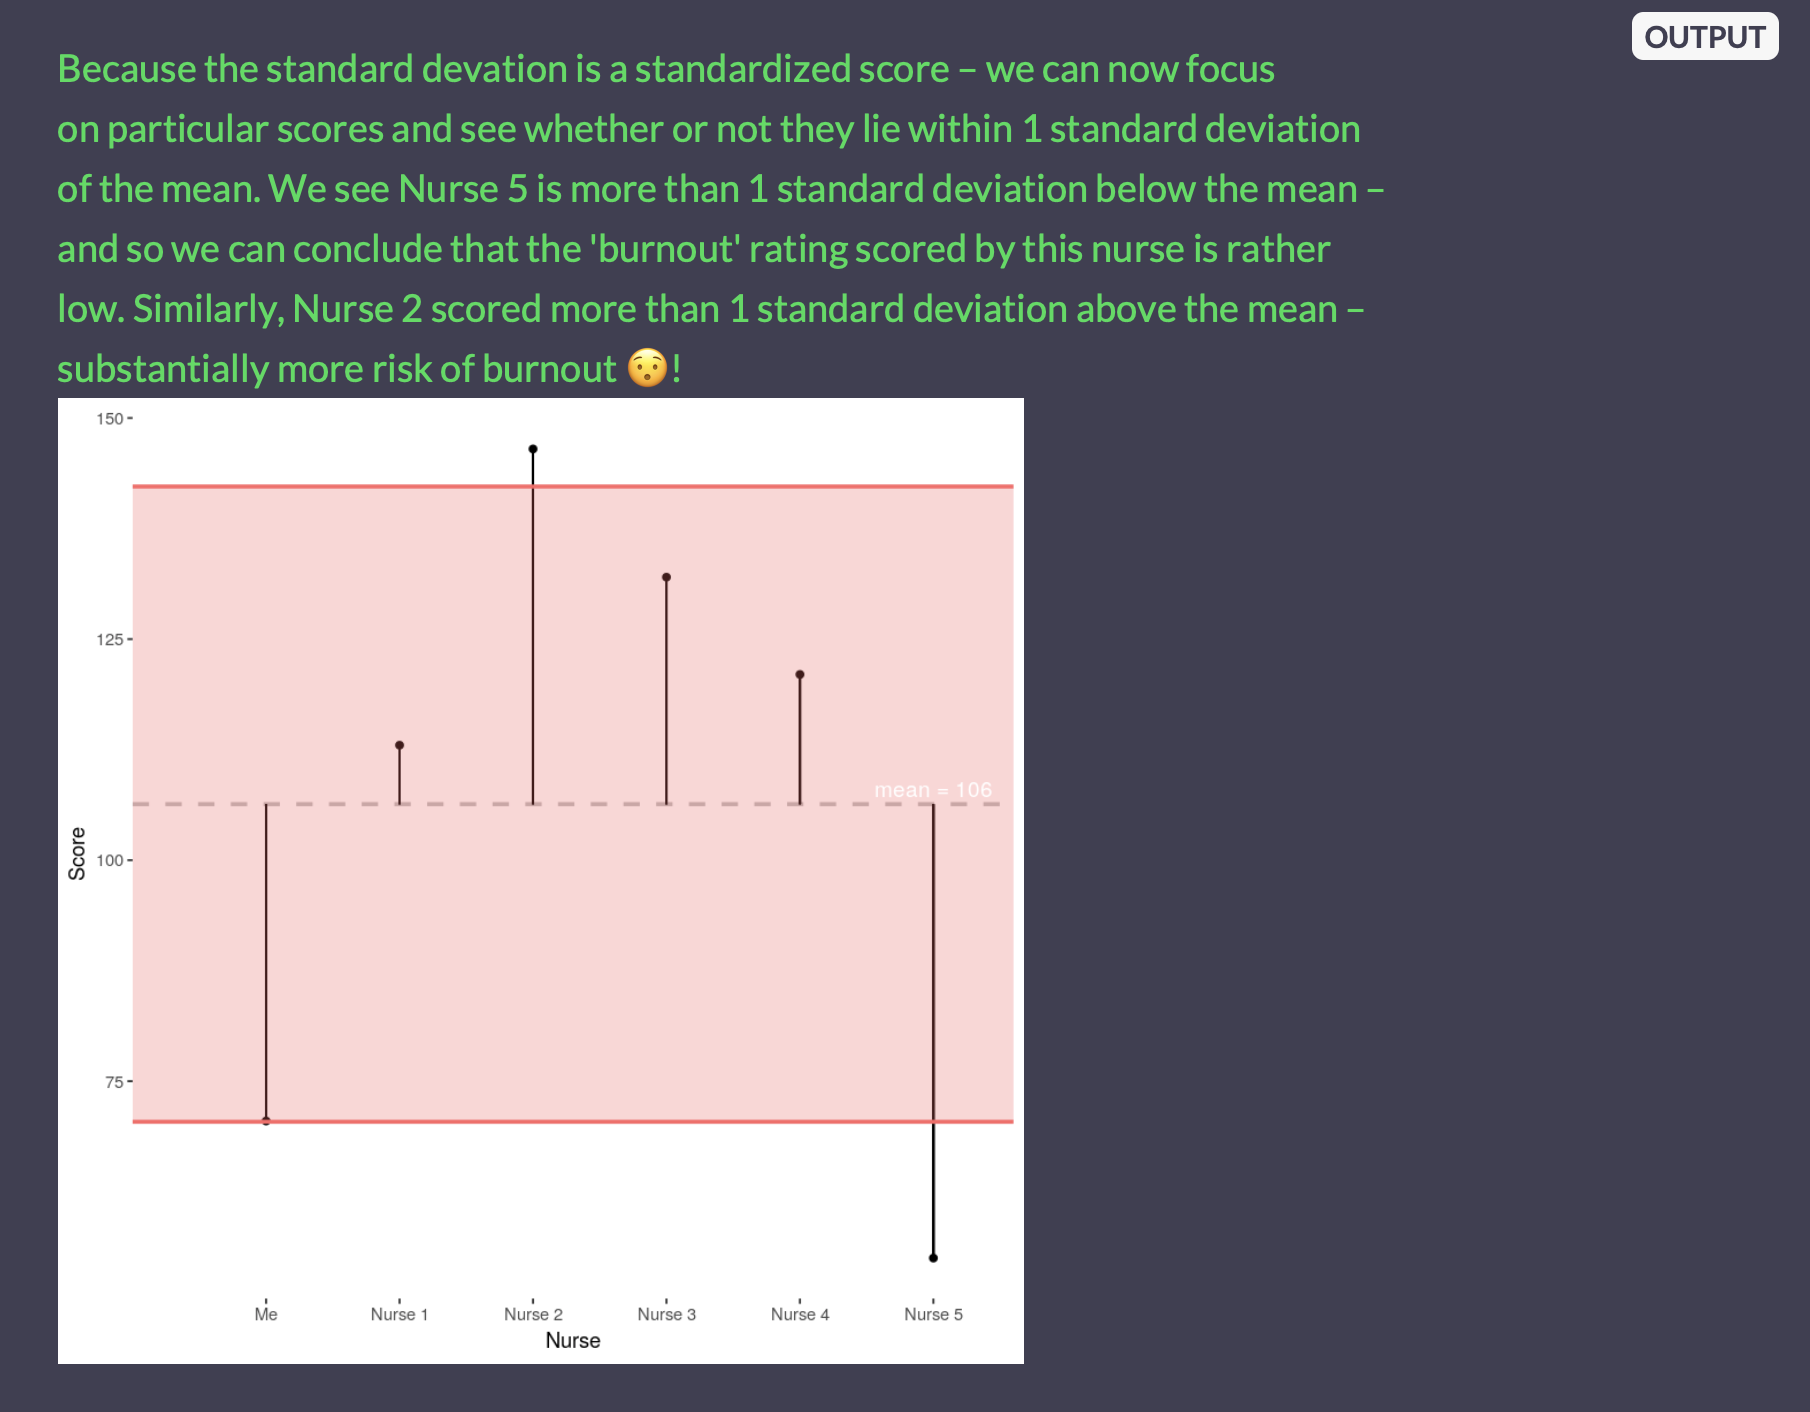 OUTPUT
Because the standard devation is a standardized score – we can now focus
on particular scores and see whether or not they lie within 1 standard deviation
of the mean. We see Nurse 5 is more than 1 standard deviation below the mean –
and so we can conclude that the 'burnout' rating scored by this nurse is rather
low. Similarly, Nurse 2 scored more than 1 standard deviation above the mean –
substantially more risk of burnout 😯!
150
125
mean = 106
Score
100
75
Me Nurse 1 Nurse 2 Nurse 3 Nurse 4 Nurse 5
Nurse